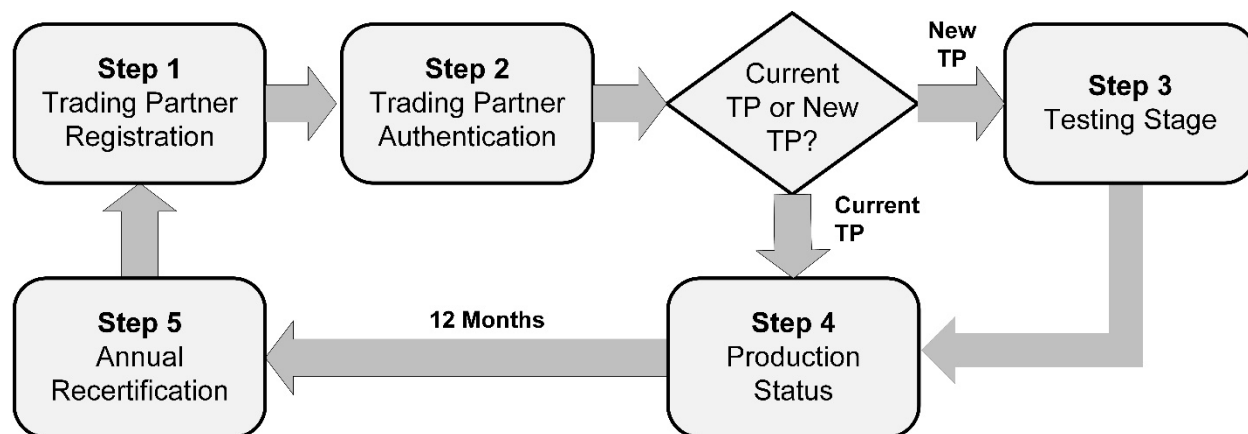 Step 1
Trading Partner
Registration
Step 2
Trading Partner
Authentication
Current
TP or New
TP?
New
TP
Step 3
Testing Stage
Current
TP
Step 4
Production
Status
12 Months
Step 5
Annual
Recertification